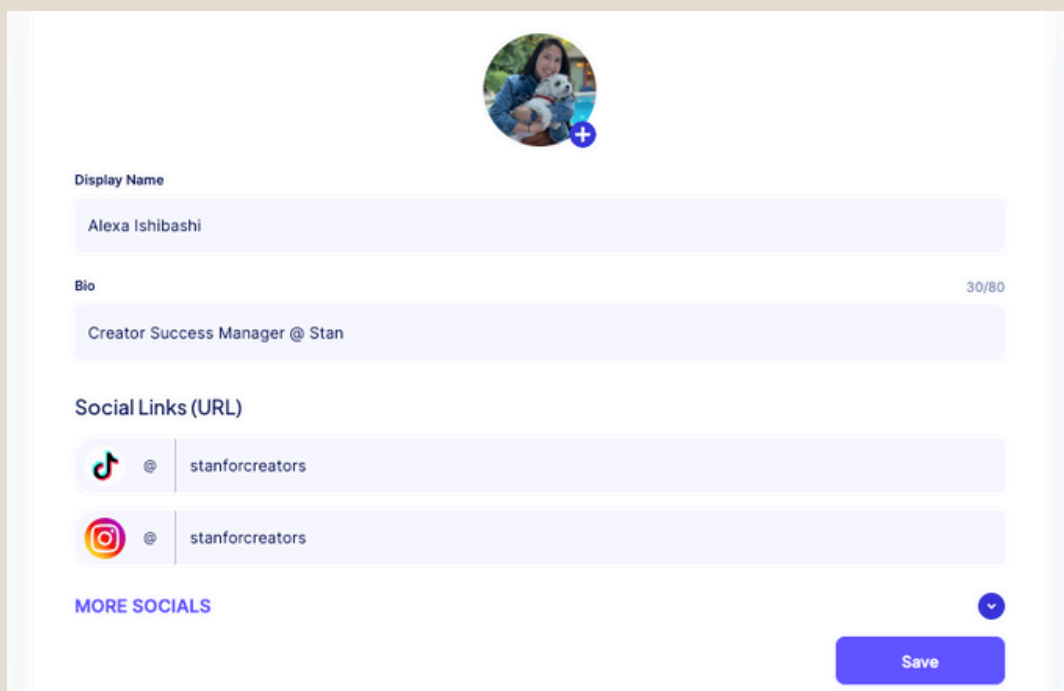 Display Name
Alexa Ishibashi
Bio 30/80
Creator Success Manager @ Stan
Social Links (URL)
@ stanforcreators
@ stanforcreators
MORE SOCIALS
Save